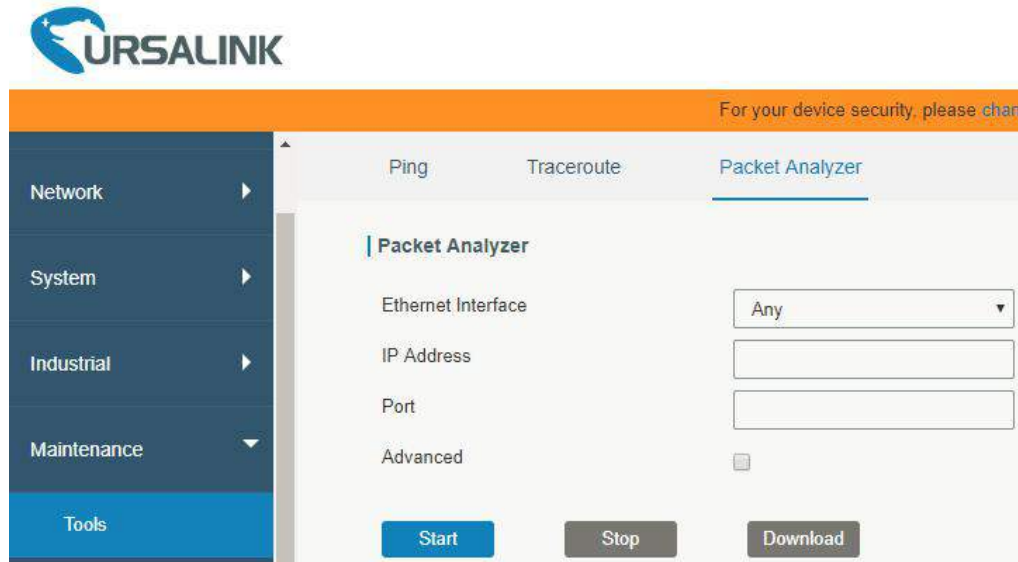 URSALINK
For your device security, please
Ping Traceroute Packet Analyzer
Network
System
Industrial
Maintenance
Tools
Packet Analyzer
Ethernet Interface Any
IP Address
Port
Advanced
Start Stop Download